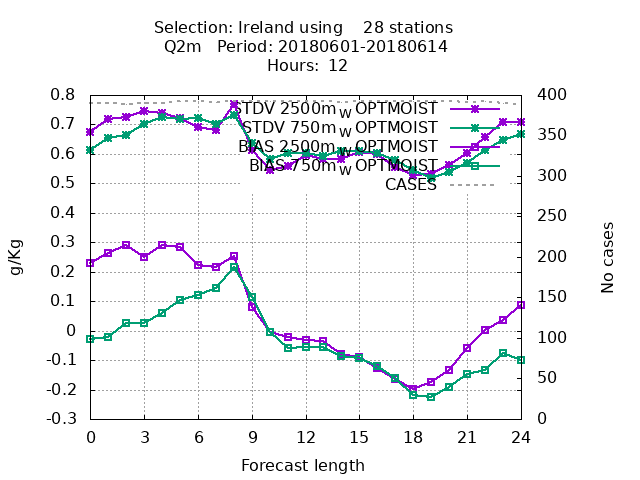 Selection: Ireland using    28 stations
Q2m   Period: 20180601-20180614
Hours:  12
STDV 2500m_W OPTMOIST
STDV 750m_W OPTMOIST
BIAS 2500m_W OPTMOIST
BIAS 750m_W OPTMOIST
CASES
0.8
0.7
0.6
0.5
0.4
0.3
0.2
0.1
0
-0.1
-0.2
-0.3
400
350
300
250
200
150
100
50
0
g/Kg
No cases
0 3 6 9 12 15 18 21 24
Forecast length